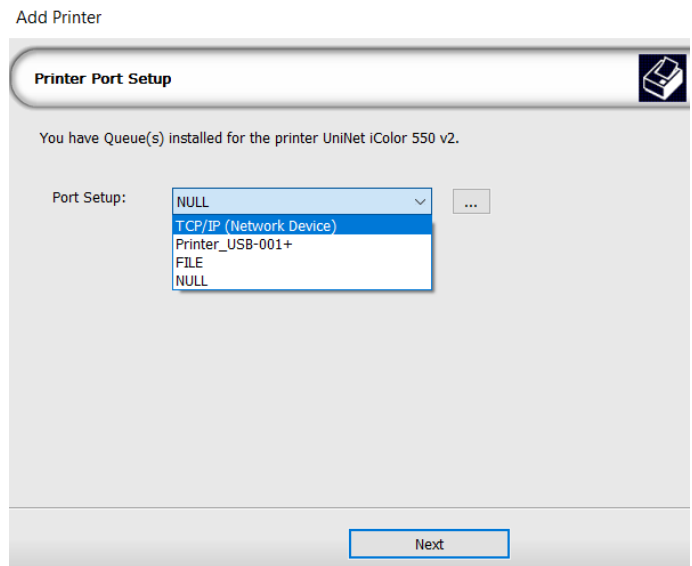 Add Printer
Printer Port Setup
You have Queue(s) installed for the printer UniNet iColor 550 v2.
Port Setup: NULL ...
TCP/IP (Network Device)
Printer_USB-001+
FILE
NULL
Next